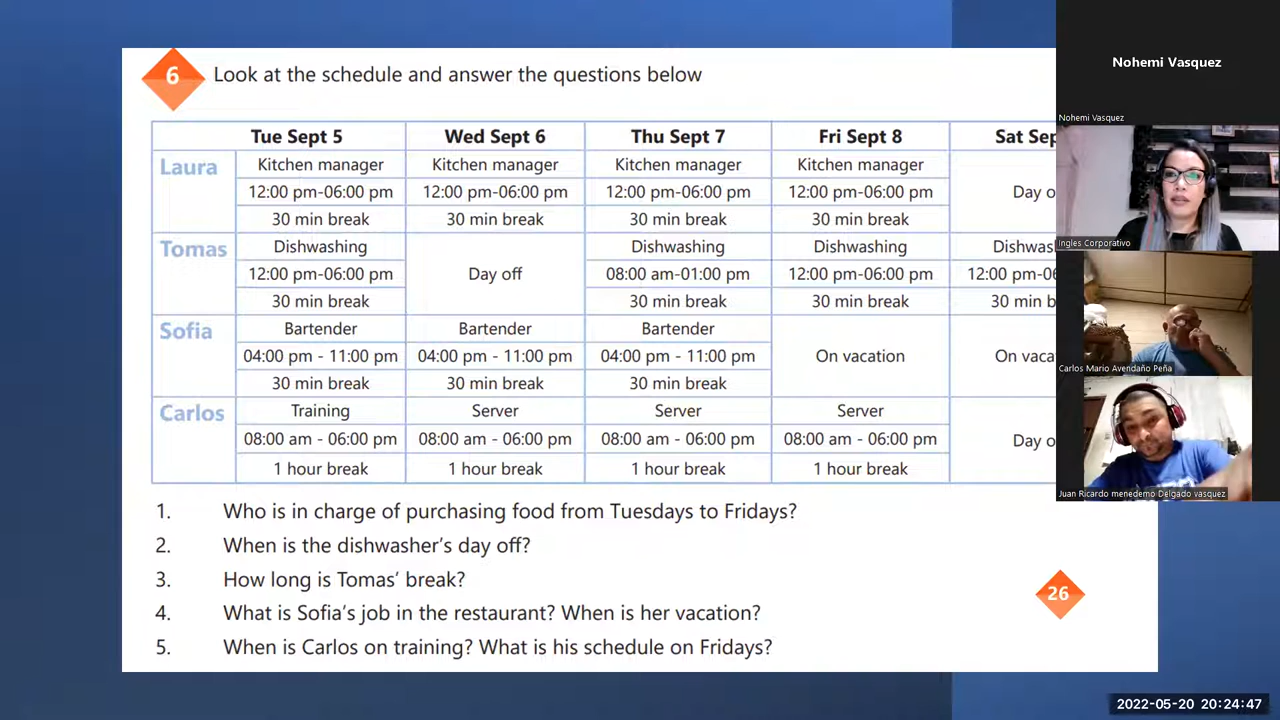 6 Look at the schedule and answer the questions below
Tue Sept 5 Wed Sept 6 Thu Sept 7 Fri Sept 8 Sat Sep
Laura Kitchen manager Kitchen manager Kitchen manager Kitchen manager
12:00 pm-06:00 pm 12:00 pm-06:00 pm 12:00 pm-06:00 pm 12:00 pm-06:00 pm Day o
30 min break 30 min break 30 min break 30 min break
Tomas Dishwashing Dishwashing Dishwashing Dishwas
12:00 pm-06:00 pm Day off 08:00 am-01:00 pm 12:00 pm-06:00 pm 12:00 pm-06
30 min break 30 min break 30 min break 30 min b
Sofia Bartender Bartender Bartender
04:00 pm - 11:00 pm 04:00 pm - 11:00 pm 04:00 pm - 11:00 pm On vacation On vaca
30 min break 30 min break 30 min break
Carlos Training Server Server Server
08:00 am - 06:00 pm 08:00 am - 06:00 pm 08:00 am - 06:00 pm 08:00 am - 06:00 pm Day o
1 hour break 1 hour break 1 hour break 1 hour break
1. Who is in charge of purchasing food from Tuesdays to Fridays?
2. When is the dishwasher's day off?
3. How long is Tomas' break?
4. What is Sofia's job in the restaurant? When is her vacation?
5. When is Carlos on training? What is his schedule on Fridays?
26
Nohemi Vasquez
Nohemi Vasquez
Ingles Corporativo
Carlos Mario Avendaño Peña
Juan Ricardo menedemo Delgado vasquez
2022-05-20 20:24:47